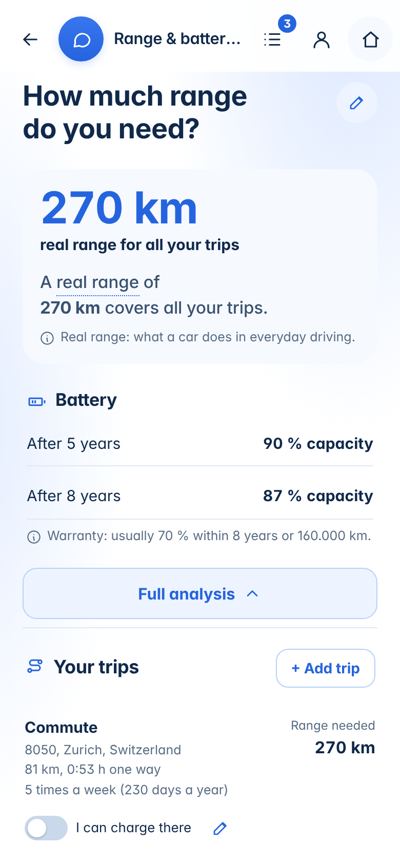 Range & batter...
3
How much range
do you need?
270 km
real range for all your trips
A real range of
270 km covers all your trips.
Real range: what a car does in everyday driving.
Battery
After 5 years 90 % capacity
After 8 years 87 % capacity
Warranty: usually 70 % within 8 years or 160.000 km.
Full analysis
Your trips
+ Add trip
Commute
Range needed
8050, Zurich, Switzerland
270 km
81 km, 0:53 h one way
5 times a week (230 days a year)
I can charge there